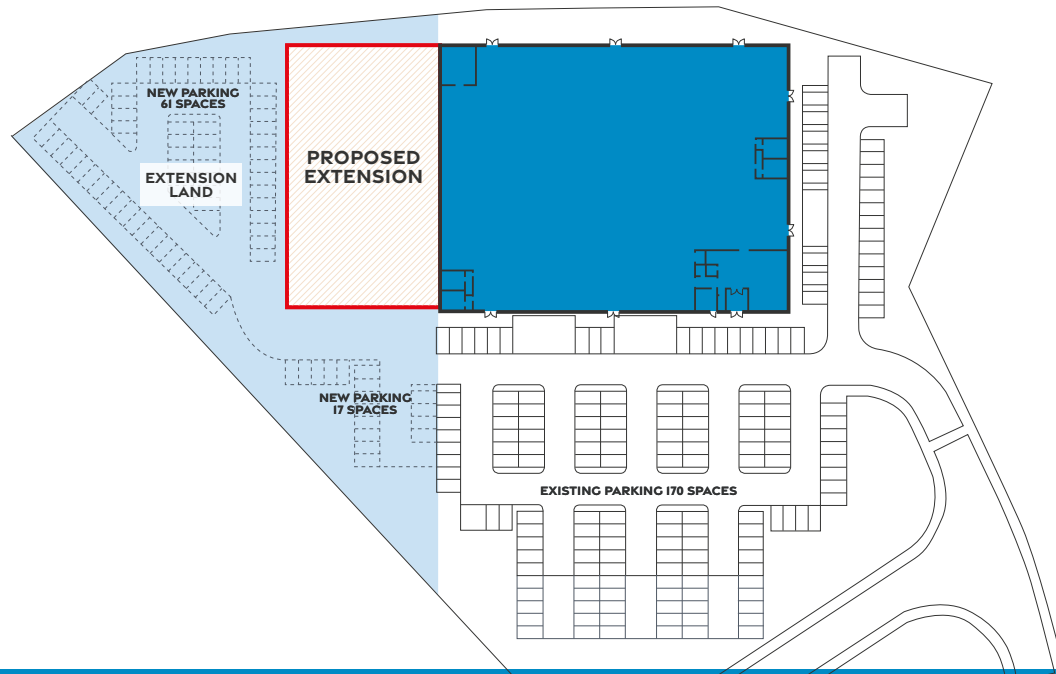 NEW PARKING
61 SPACES
EXTENSION
LAND
PROPOSED
EXTENSION
NEW PARKING
17 SPACES
EXISTING PARKING 170 SPACES